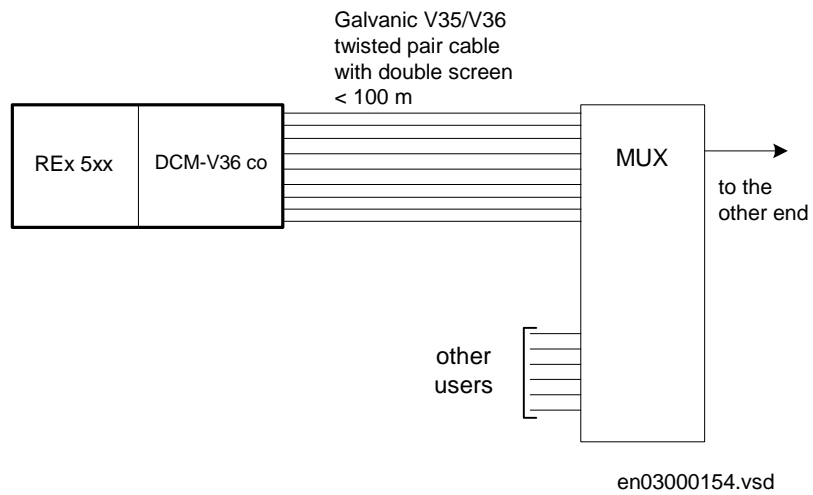 Galvanic V35/V36
twisted pair cable
with double screen
< 100 m
REx 5xx
DCM-V36 co
MUX
to the
other end
other
users
en03000154.vsd